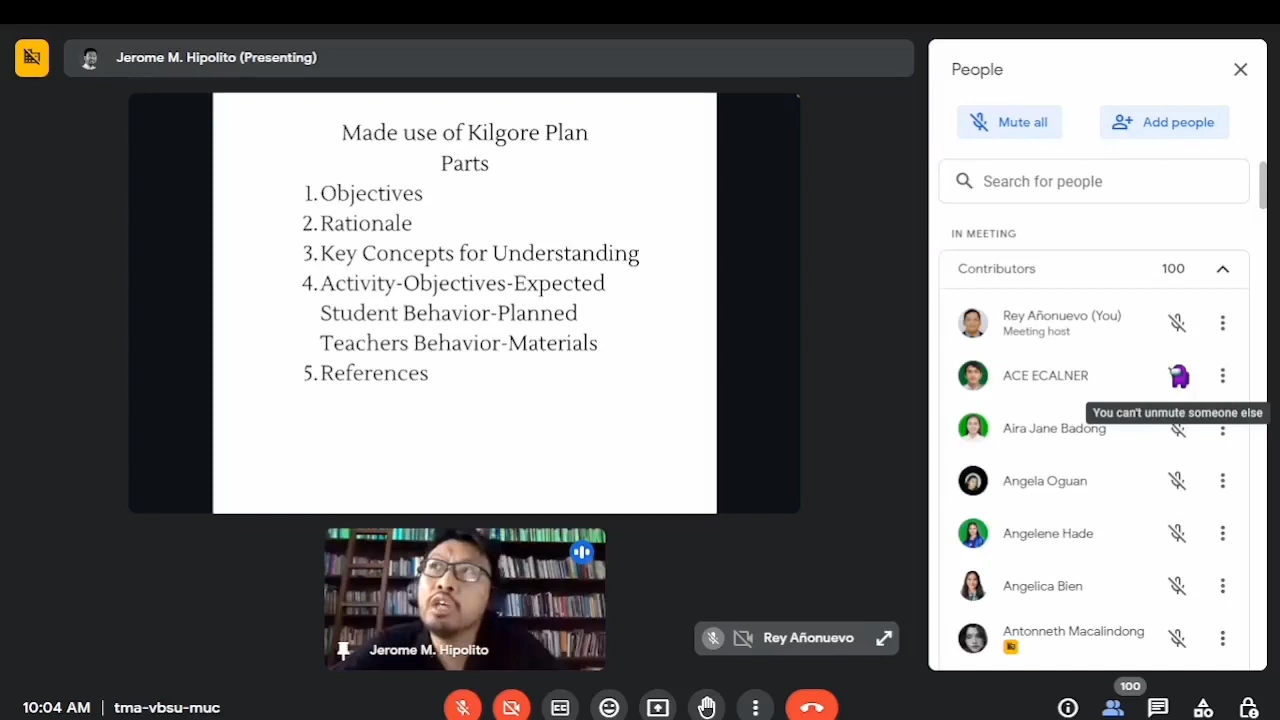 Jerome M. Hipolito (Presenting)
Made use of Kilgore Plan
Parts
1. Objectives
2. Rationale
3. Key Concepts for Understanding
4. Activity-Objectives-Expected
Student Behavior-Planned
Teachers Behavior-Materials
5. References
Jerome M. Hipolito
Rey Añonuevo
People
Mute all
Add people
Search for people
IN MEETING
Contributors 100
Rey Añonuevo (You)
Meeting host
ACE ECALNER
You can't unmute someone else
Aira Jane Badong
Angela Oguan
Angelene Hade
Angelica Bien
Antonneth Macalindong
10:04 AM | tma-vbsu-muc
100